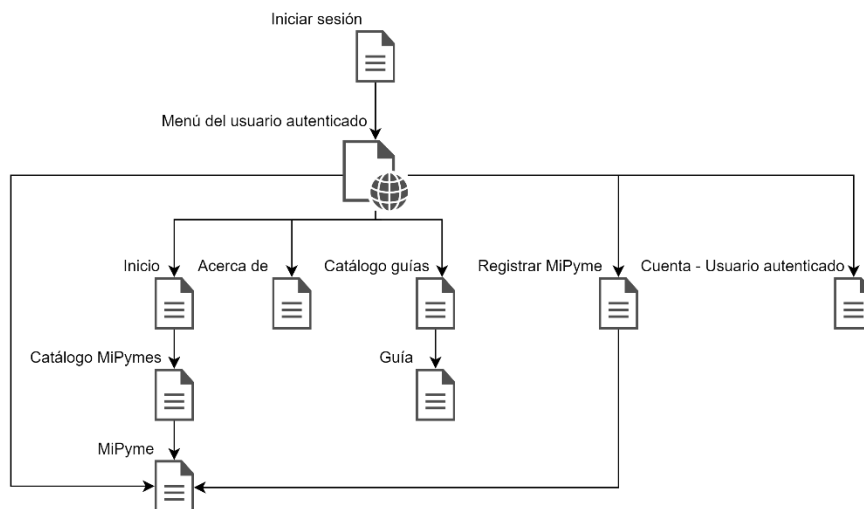 Iniciar sesión
Menú del usuario autenticado
Inicio
Acerca de
Catálogo guías
Registrar MiPyme
Cuenta - Usuario autenticado
Catálogo MiPymes
Guía
MiPyme